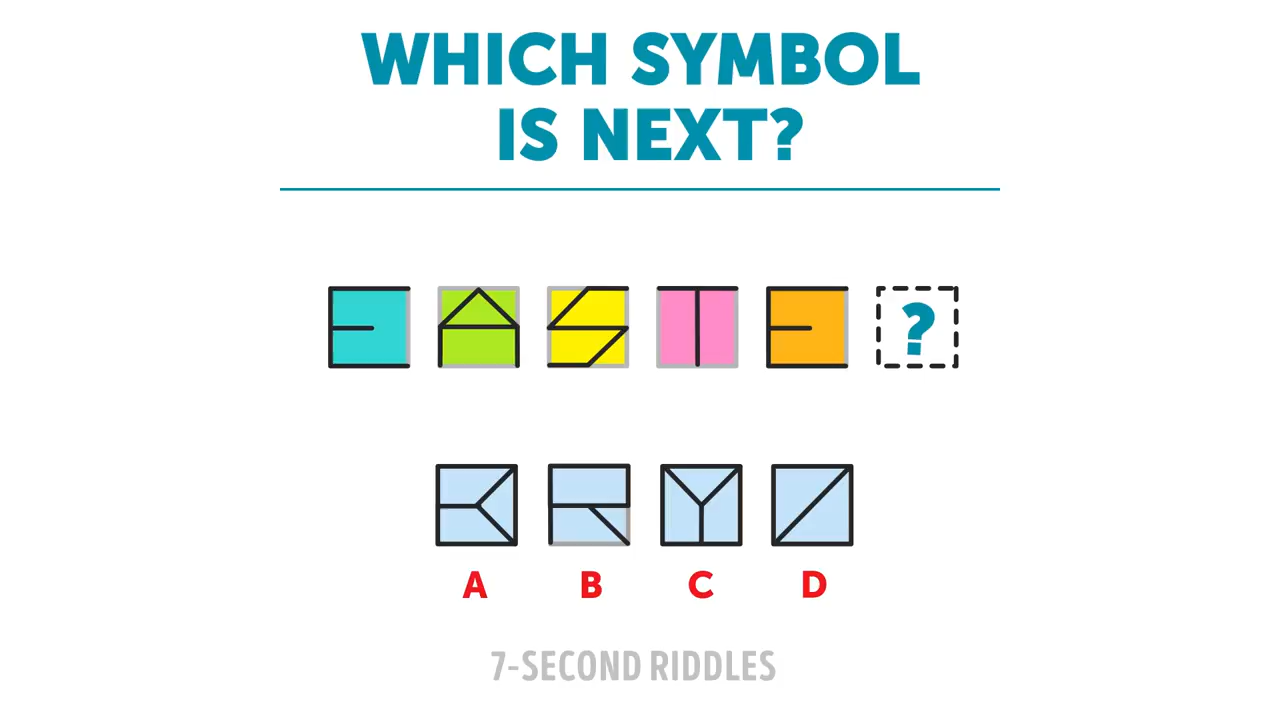 WHICH SYMBOL
IS NEXT?
E A S T E ?
A B C D
7-SECOND RIDDLES